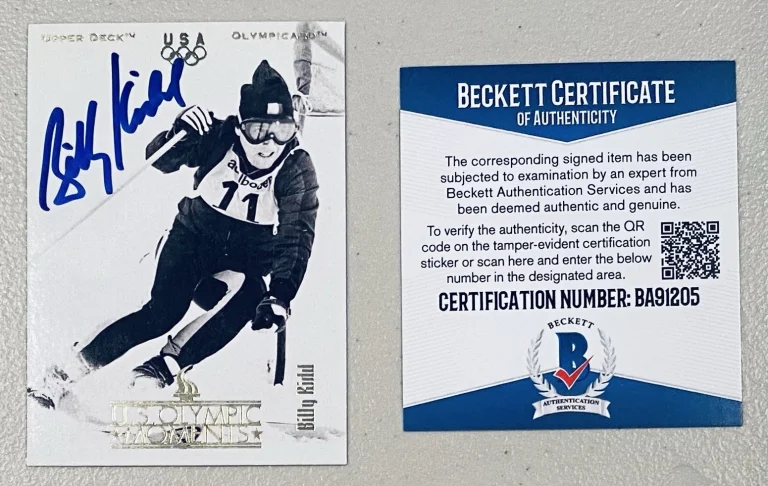 UPPER DECK™
USA
OLYMPICARD™
Billy Kidd
11
U.S. OLYMPIC
MOMENTS
Billy Kidd
BECKETT CERTIFICATE
OF AUTHENTICITY
The corresponding signed item has been
subjected to examination by an expert from
Beckett Authentication Services and has
been deemed authentic and genuine.
To verify the authenticity, scan the QR
code on the tamper-evident certification
sticker or scan here and enter the below
number in the designated area.
CERTIFICATION NUMBER: BA91205
BECKETT
B
AUTHENTICATION
SERVICES